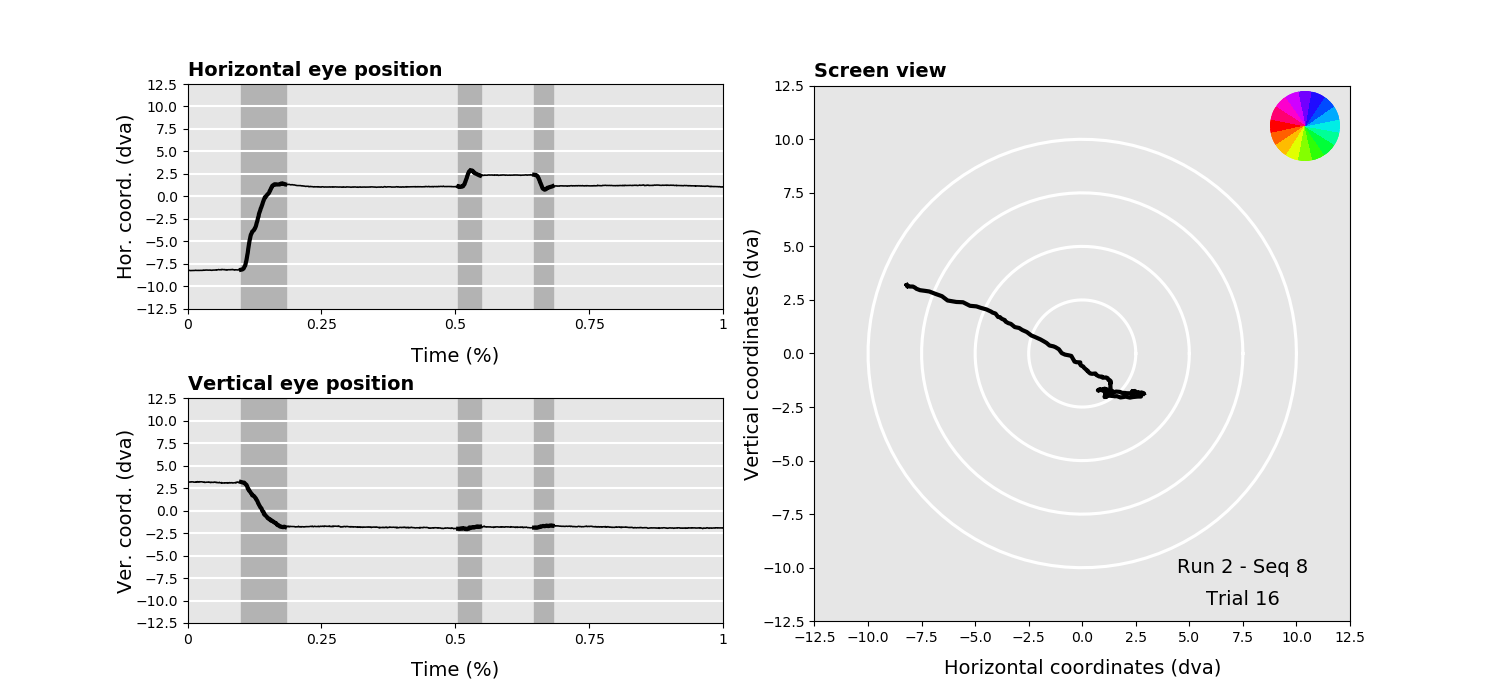 Horizontal eye position
Hor. coord. (dva)
12.5
10.0
7.5
5.0
2.5
0.0
−2.5
−5.0
−7.5
−10.0
−12.5
0 0.25 0.5 0.75 1
Time (%)
Vertical eye position
Ver. coord. (dva)
12.5
10.0
7.5
5.0
2.5
0.0
−2.5
−5.0
−7.5
−10.0
−12.5
0 0.25 0.5 0.75 1
Time (%)
Screen view
Vertical coordinates (dva)
12.5
10.0
7.5
5.0
2.5
0.0
−2.5
−5.0
−7.5
−10.0
−12.5
Run 2 - Seq 8
Trial 16
−12.5 −10.0 −7.5 −5.0 −2.5 0.0 2.5 5.0 7.5 10.0 12.5
Horizontal coordinates (dva)